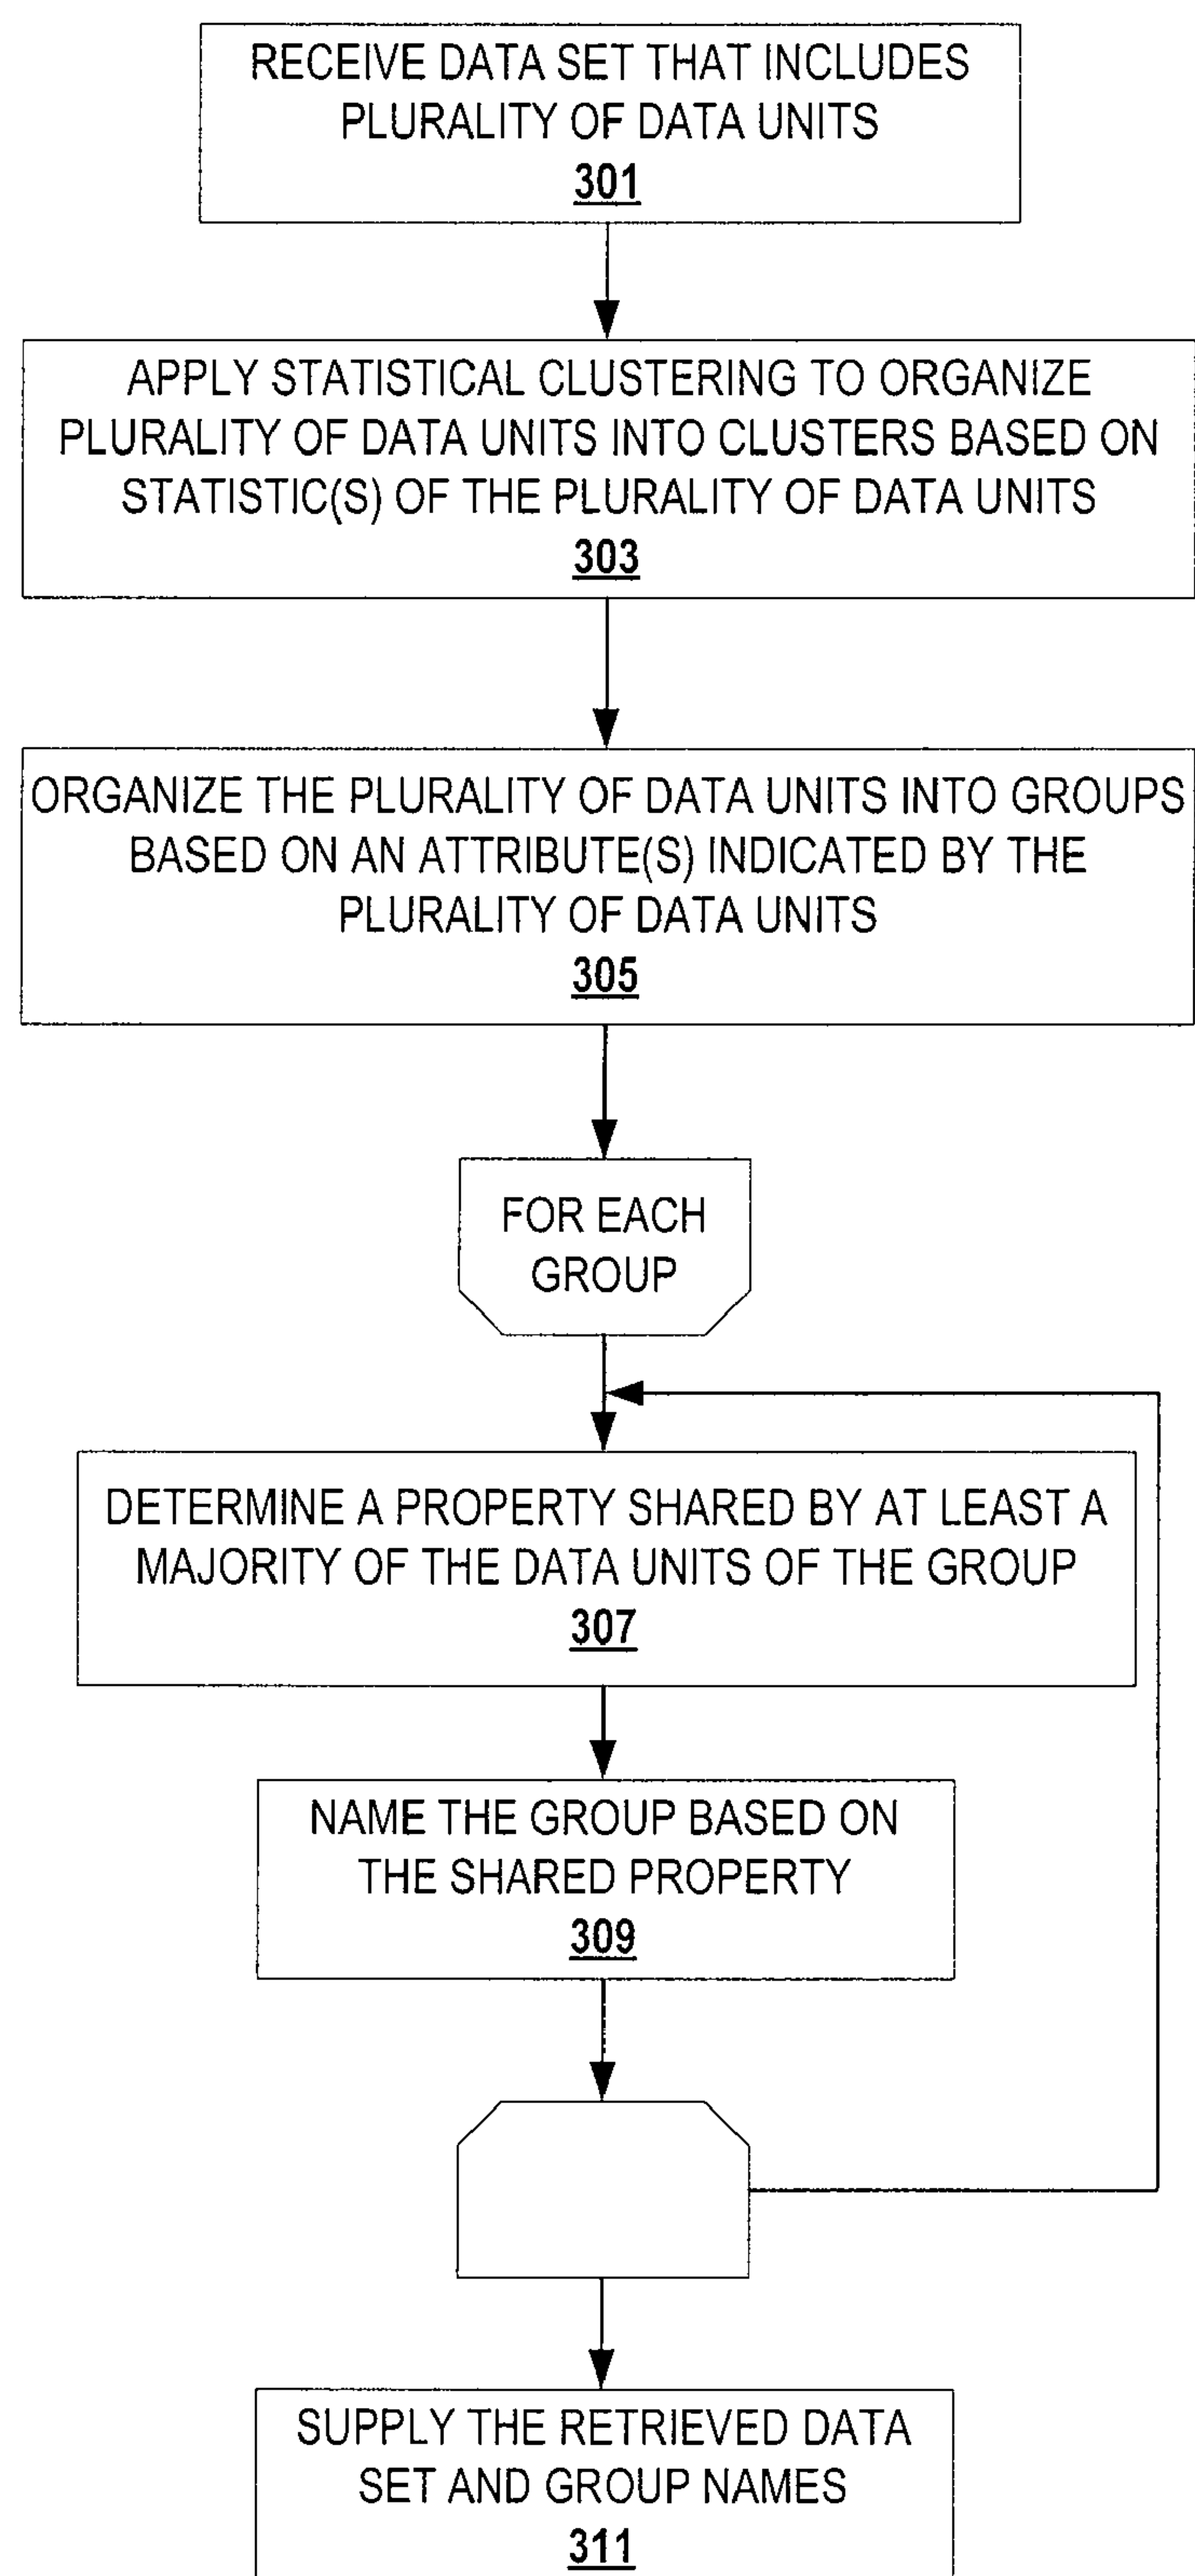 RECEIVE DATA SET THAT INCLUDES
PLURALITY OF DATA UNITS
301
APPLY STATISTICAL CLUSTERING TO ORGANIZE
PLURALITY OF DATA UNITS INTO CLUSTERS BASED ON
STATISTIC(S) OF THE PLURALITY OF DATA UNITS
303
ORGANIZE THE PLURALITY OF DATA UNITS INTO GROUPS
BASED ON AN ATTRIBUTE(S) INDICATED BY THE
PLURALITY OF DATA UNITS
305
FOR EACH
GROUP
DETERMINE A PROPERTY SHARED BY AT LEAST A
MAJORITY OF THE DATA UNITS OF THE GROUP
307
NAME THE GROUP BASED ON
THE SHARED PROPERTY
309
SUPPLY THE RETRIEVED DATA
SET AND GROUP NAMES
311